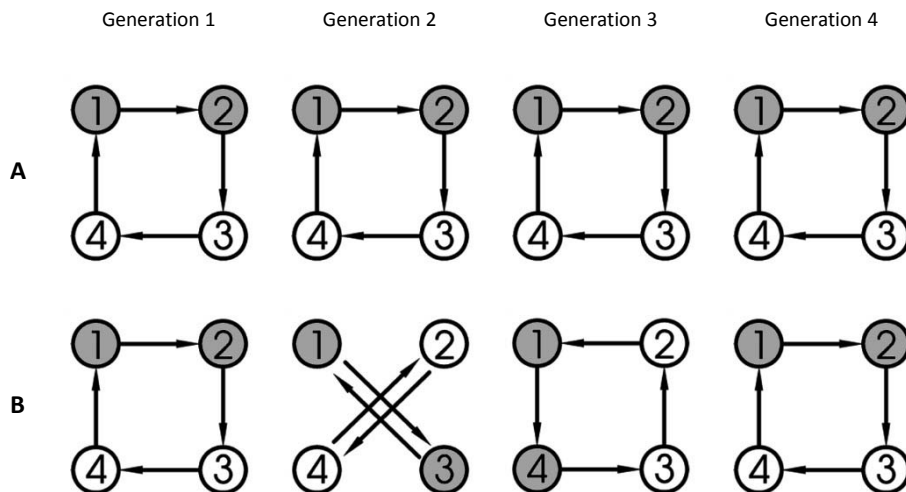 Generation 1 Generation 2 Generation 3 Generation 4
1 2 1 2 1 2 1 2
A
4 3 4 3 4 3 4 3
1 2 1 2 1 2 1 2
B
4 3 4 3 4 3 4 3